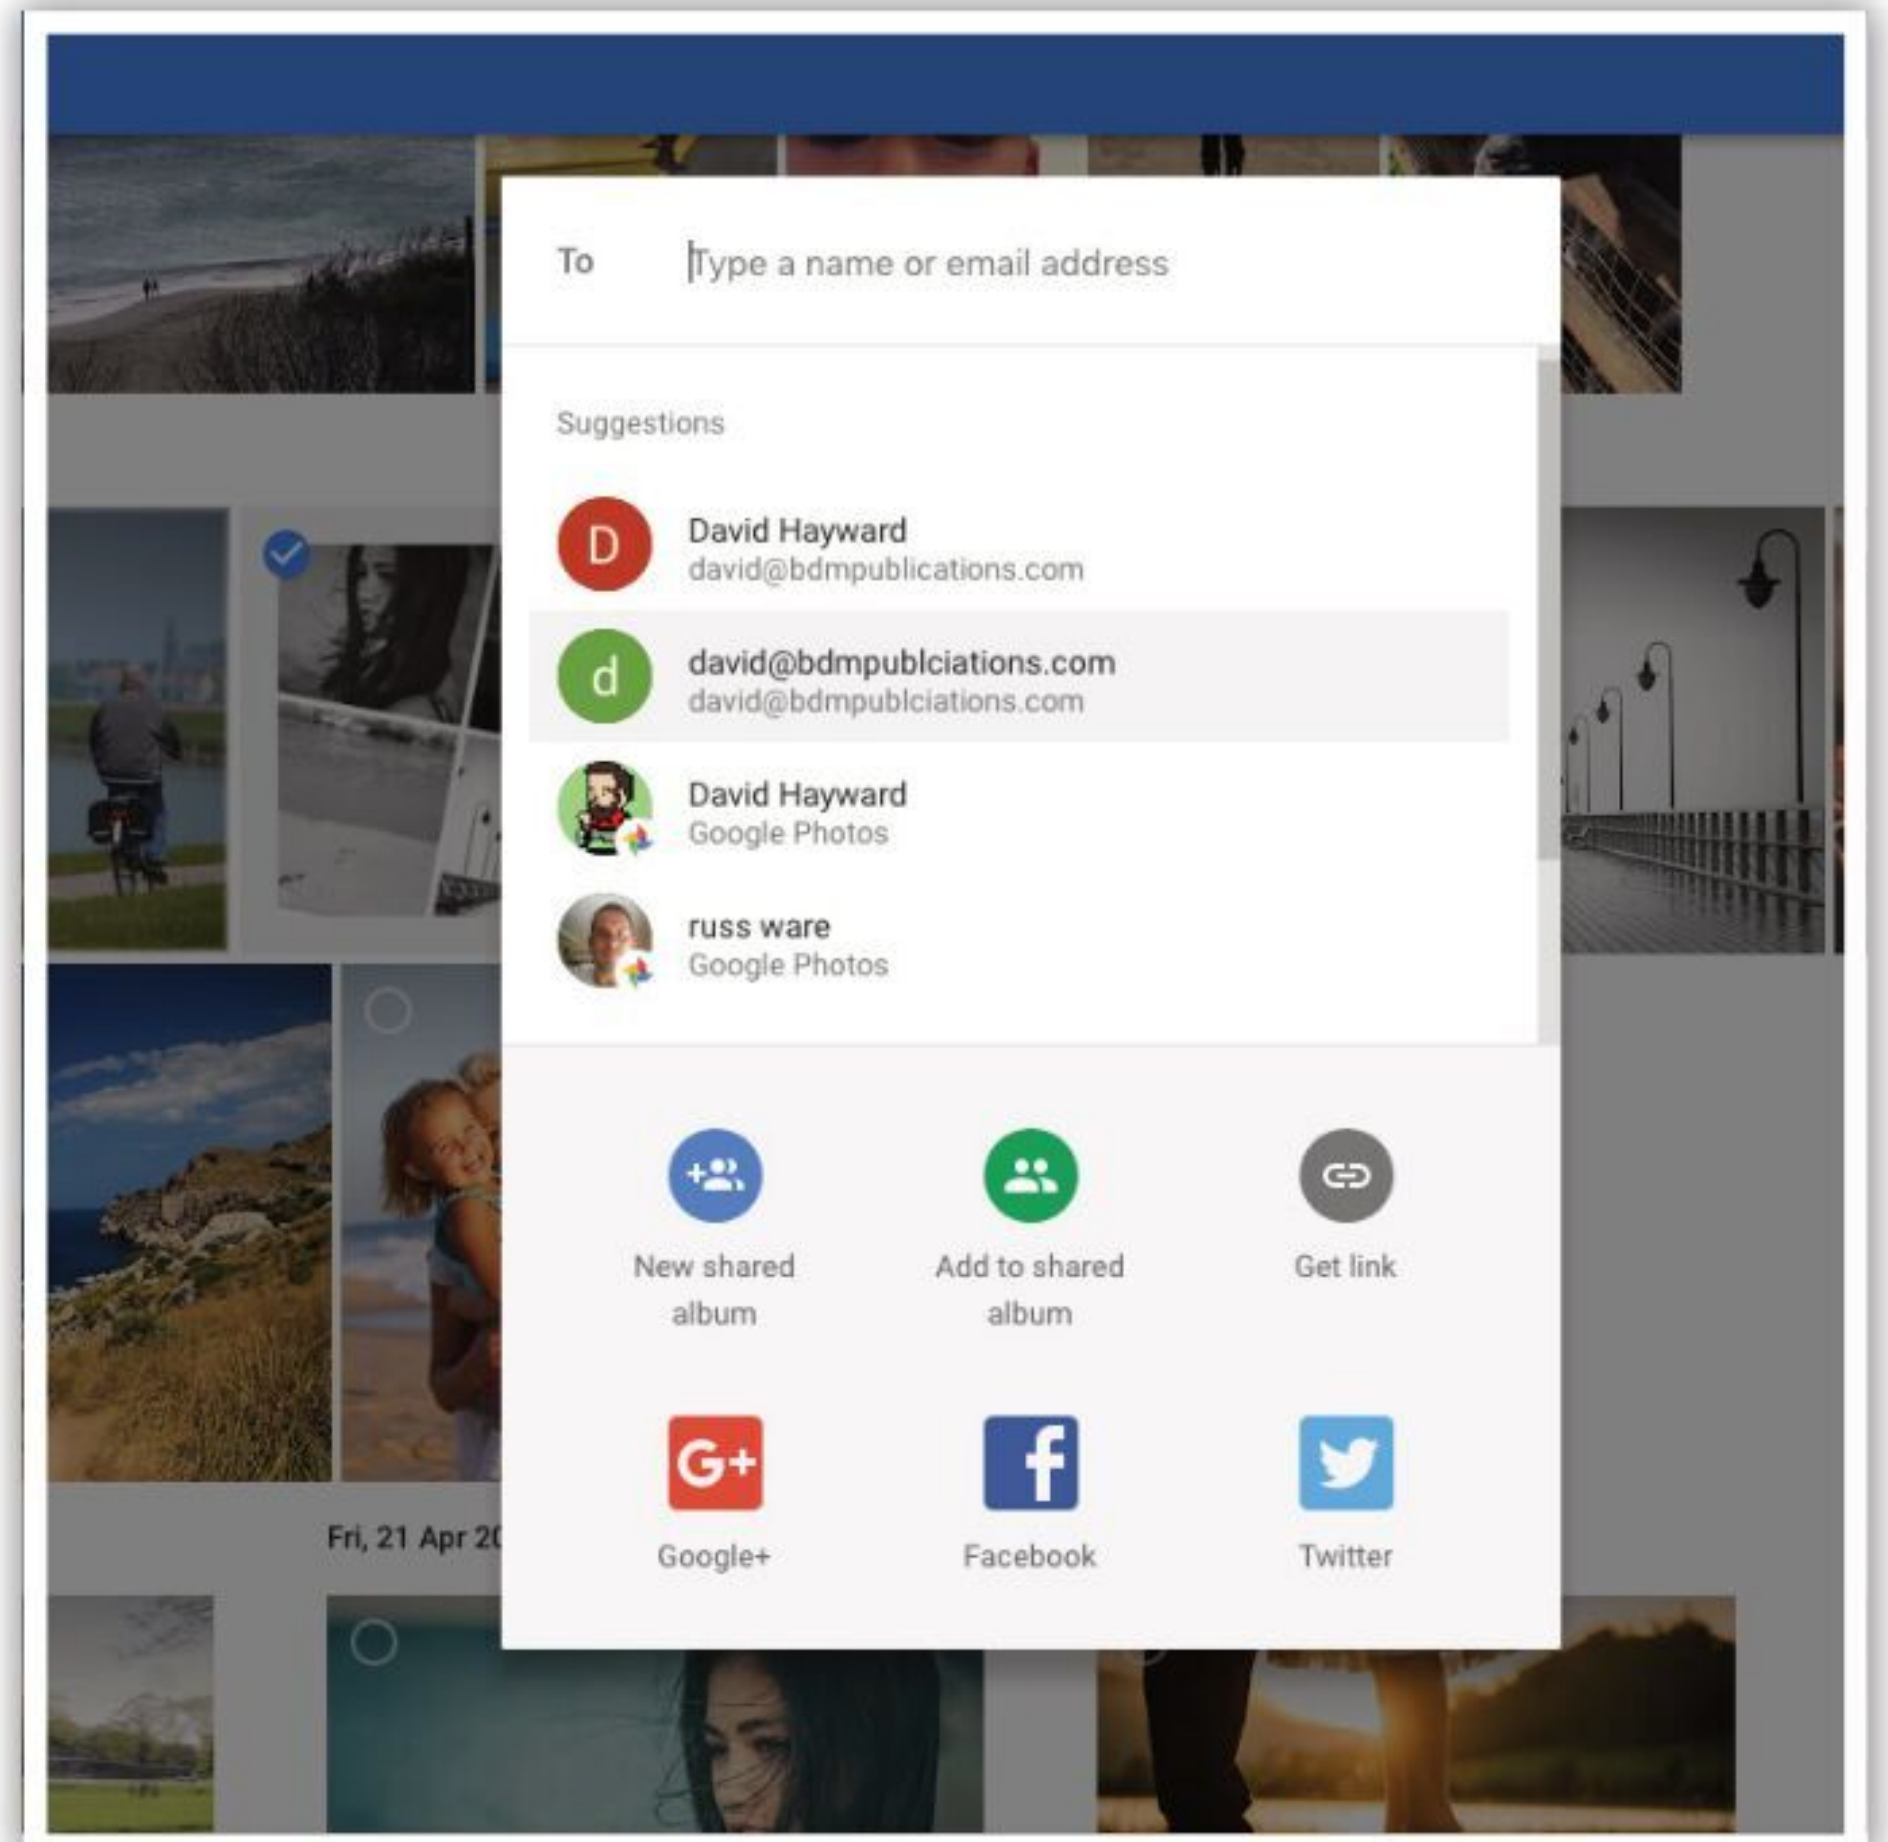 To Type a name or email address
Suggestions
D David Hayward
david@bdmpublications.com
d david@bdmpublciations.com
david@bdmpublciations.com
David Hayward
Google Photos
russ ware
Google Photos
New shared
album
Add to shared
album
Get link
G+
f
Google+
Facebook
Twitter
Fri, 21 Apr 20